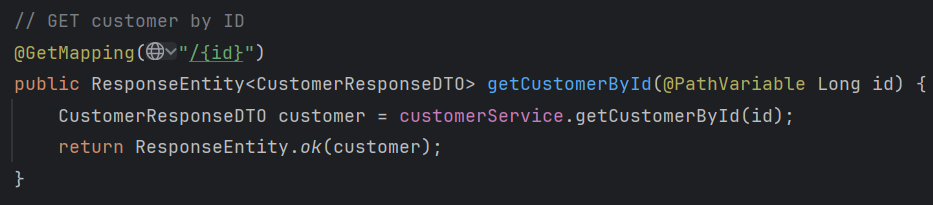 // GET customer by ID
@GetMapping("/{id}")
public ResponseEntity<CustomerResponseDTO> getCustomerById(@PathVariable Long id) {
    CustomerResponseDTO customer = customerService.getCustomerById(id);
    return ResponseEntity.ok(customer);
}